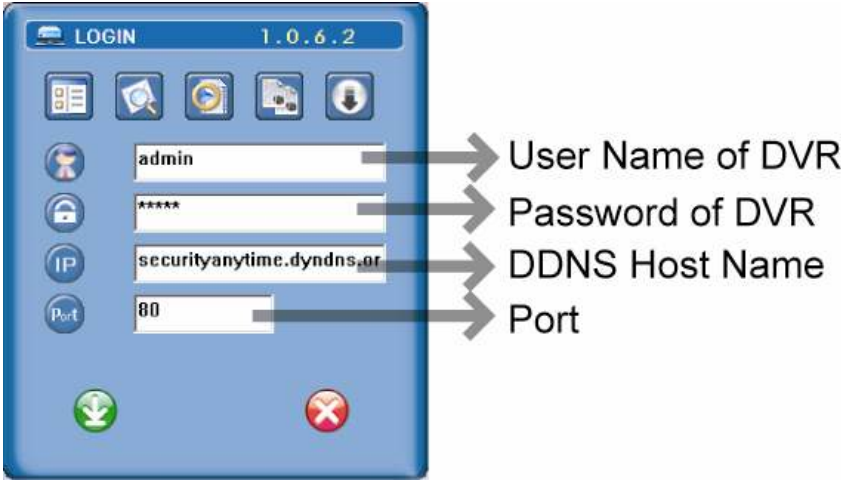 LOGIN 1.0.6.2
admin User Name of DVR
***** Password of DVR
IP securityanytime.dyndns.or DDNS Host Name
Port 80 Port